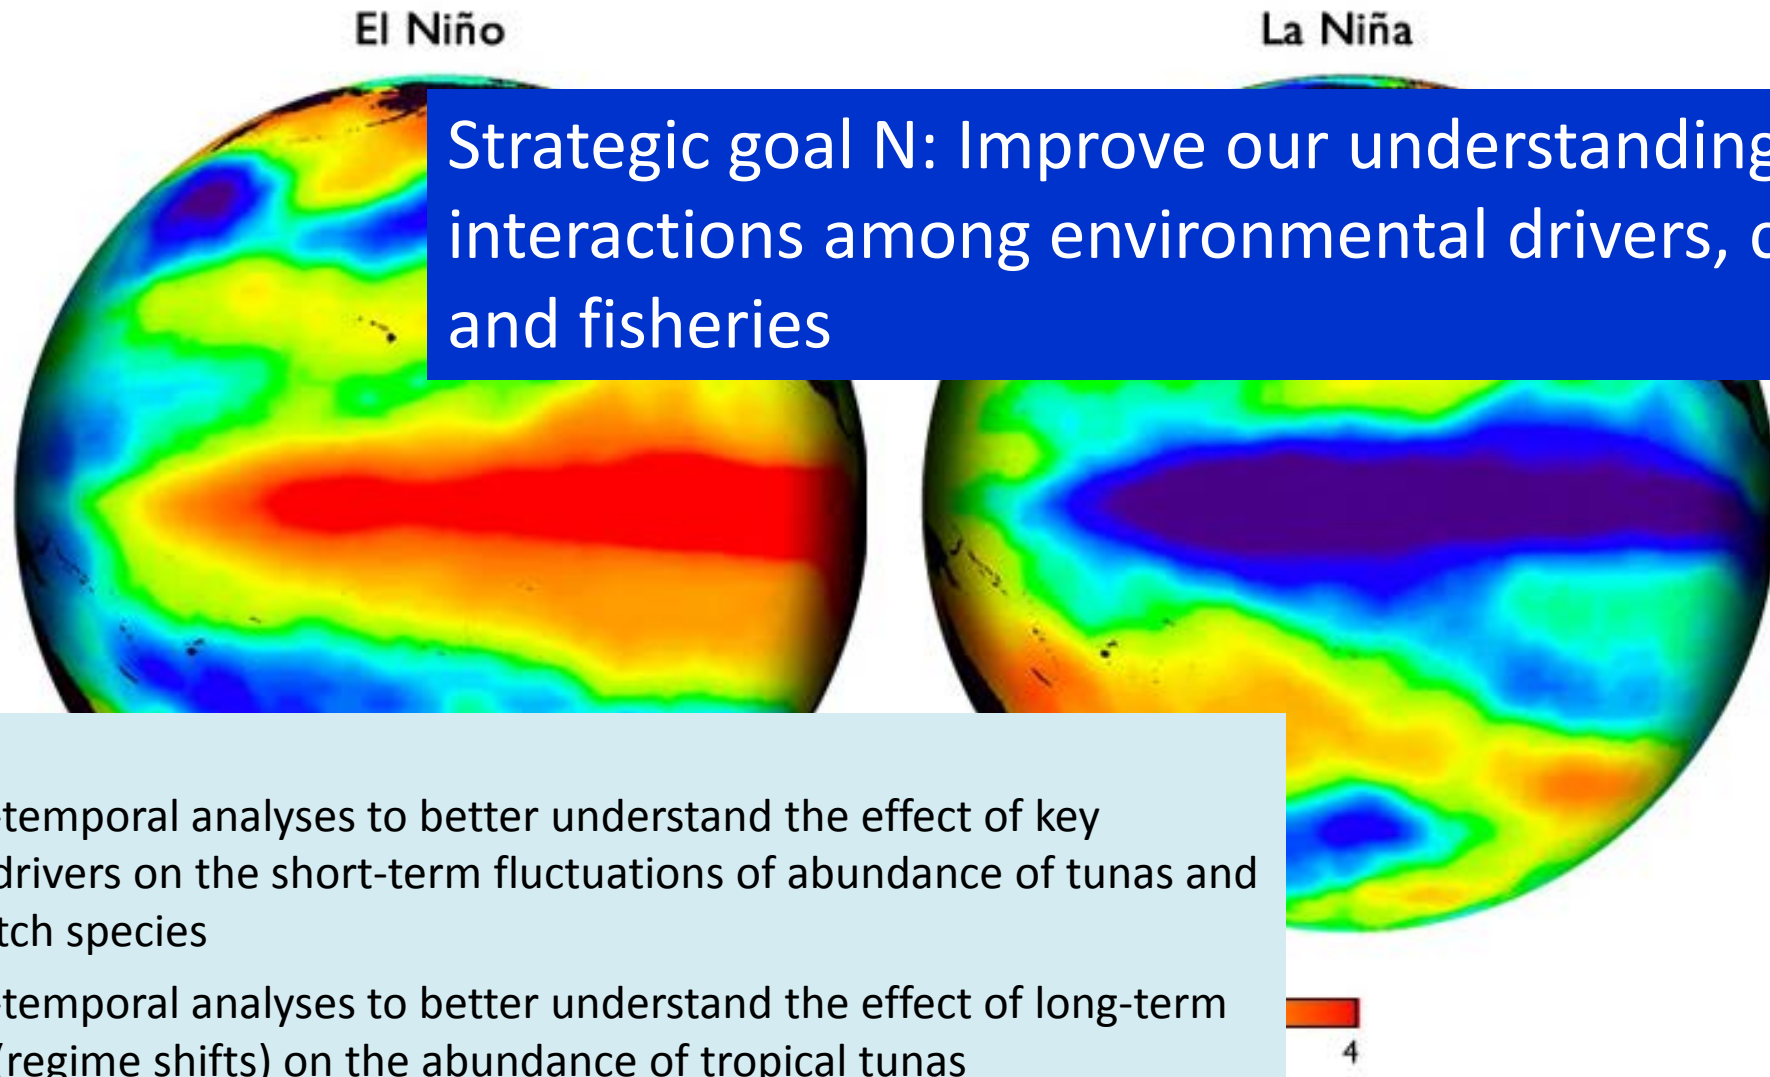 El Niño
La Niña
Strategic goal N: Improve our understanding
interactions among environmental drivers,
and fisheries
temporal analyses to better understand the effect of key
drivers on the short-term fluctuations of abundance of tunas and
tch species
temporal analyses to better understand the effect of long-term
(regime shifts) on the abundance of tropical tunas
4